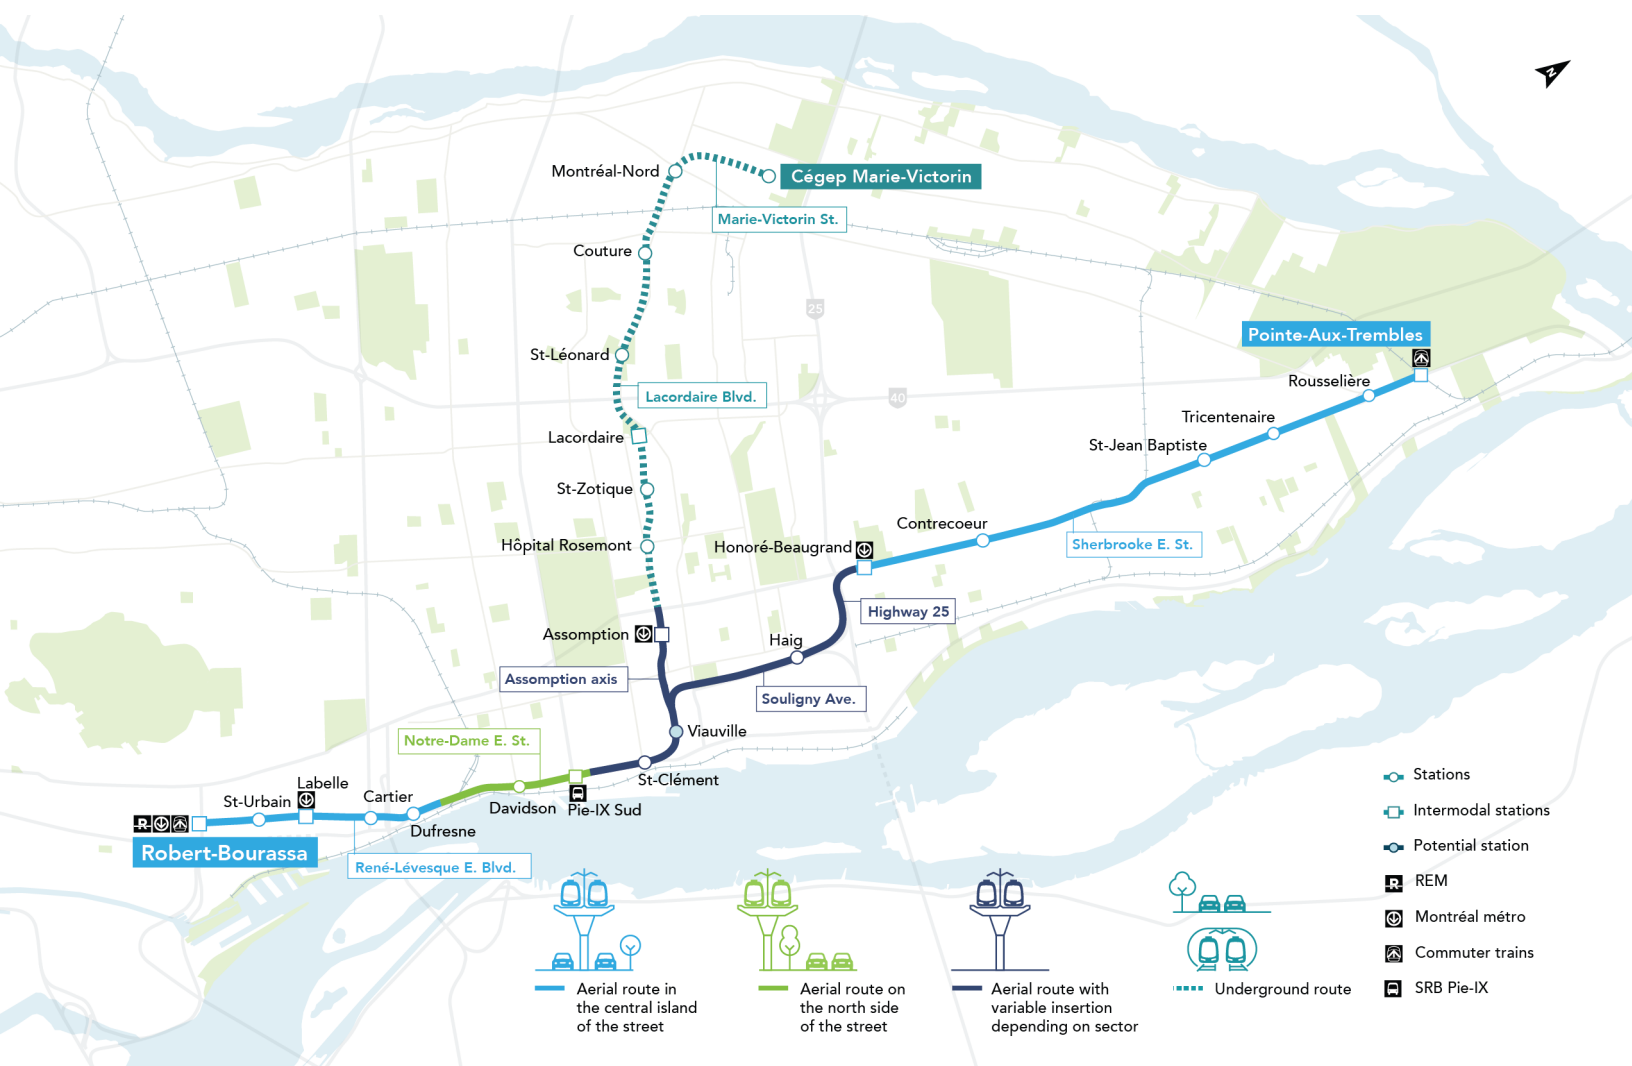 N
Montréal-Nord
Cégep Marie-Victorin
Marie-Victorin St.
Couture
25
Pointe-Aux-Trembles
St-Léonard
Rousselière
Lacordaire Blvd.
40
Tricentenaire
Lacordaire
St-Jean Baptiste
St-Zotique
Contrecoeur
Hôpital Rosemont
Honoré-Beaugrand
Sherbrooke E. St.
Highway 25
Assomption
Haig
Assomption axis
Souligny Ave.
Viauville
Notre-Dame E. St.
St-Clément
Labelle
St-Urbain
Cartier
Davidson
Pie-IX Sud
Dufresne
R
Robert-Bourassa
René-Lévesque E. Blvd.
Stations
Intermodal stations
Potential station
R
REM
Montréal métro
Commuter trains
SRB Pie-IX
Aerial route in
the central island
of the street
Aerial route on
the north side
of the street
Aerial route with
variable insertion
depending on sector
Underground route